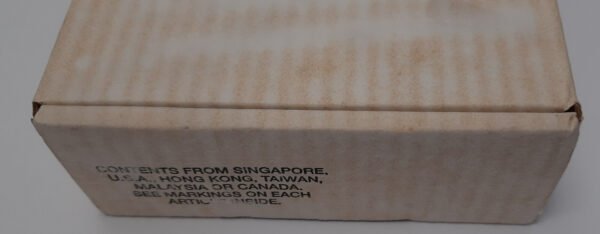 CONTENTS FROM SINGAPORE,
U.S.A., HONG KONG, TAIWAN,
MALAYSIA OR CANADA.
SEE MARKINGS ON EACH
INSIDE.